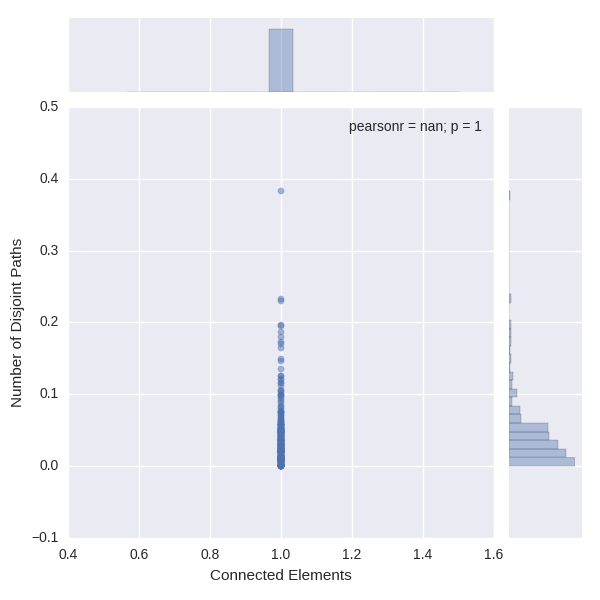 pearsonr = nan; p = 1
Number of Disjoint Paths
0.5
0.4
0.3
0.2
0.1
0.0
−0.1
0.4 0.6 0.8 1.0 1.2 1.4 1.6
Connected Elements